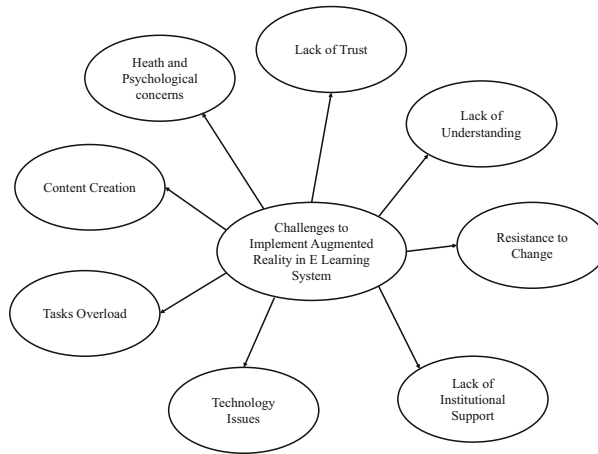 Lack of Trust
Heath and
Psychological
concerns
Lack of
Understanding
Content Creation
Challenges to
Implement Augmented
Reality in E Learning
System
Resistance to
Change
Tasks Overload
Technology
Issues
Lack of
Institutional
Support